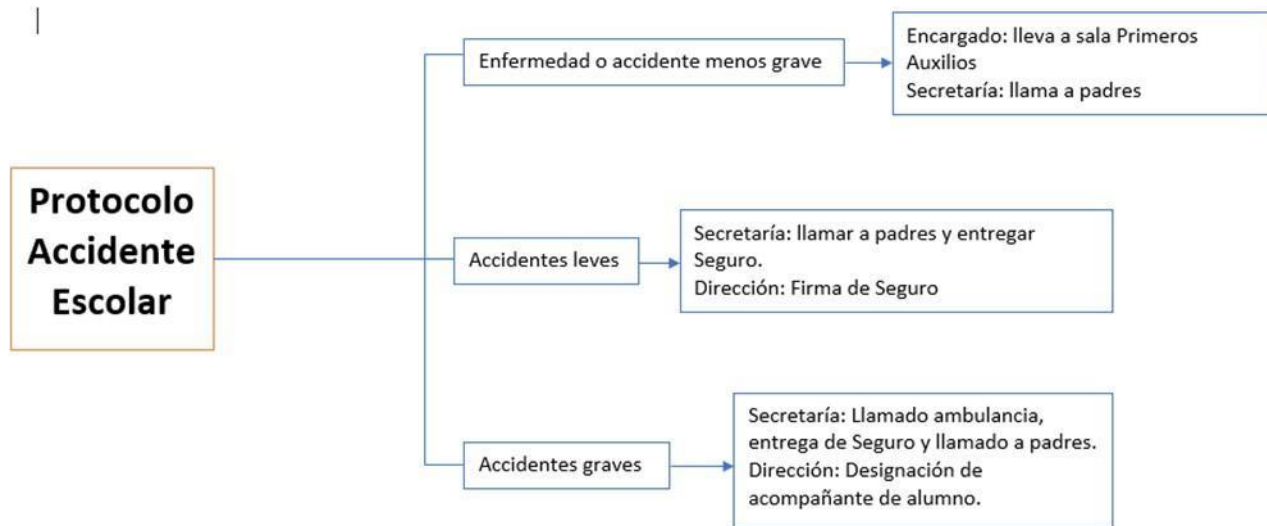 Protocolo
Accidente
Escolar
Enfermedad o accidente menos grave
Encargado: lleva a sala Primeros
Auxilios
Secretaría: llama a padres
Accidentes leves
Secretaría: llamar a padres y entregar
Seguro.
Dirección: Firma de Seguro
Accidentes graves
Secretaría: Llamado ambulancia,
entrega de Seguro y llamado a padres.
Dirección: Designación de
acompañante de alumno.